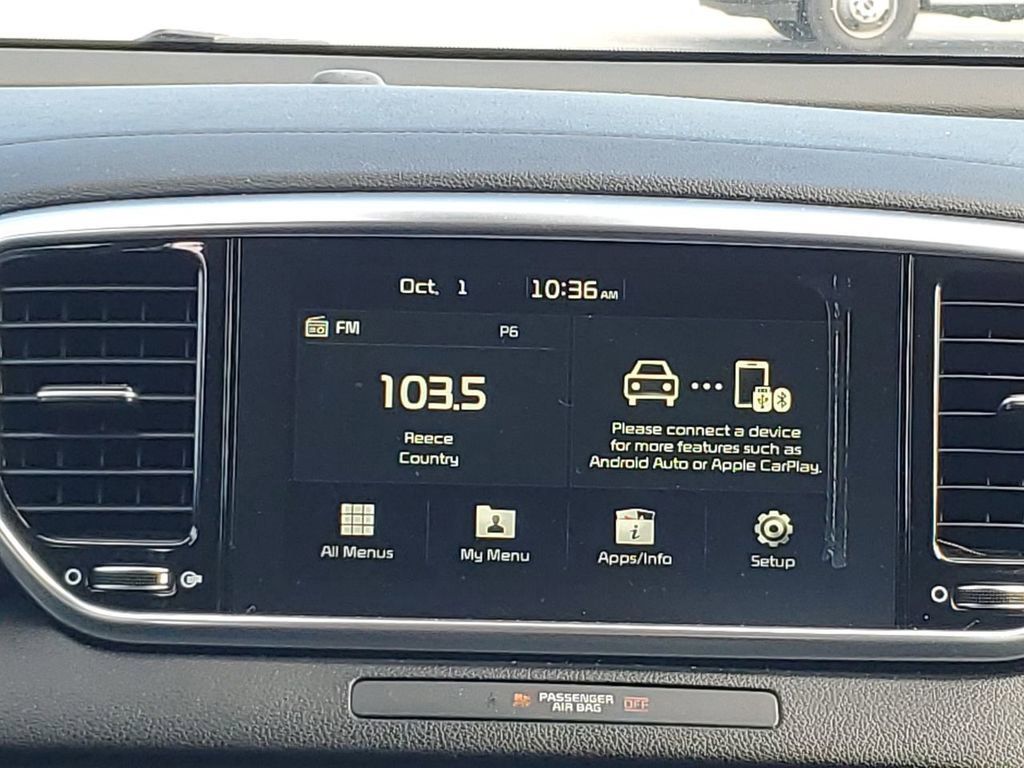 Oct. 1 10:36 AM
FM P6
103.5
Reece
Country
Please connect a device
for more features such as
Android Auto or Apple CarPlay.
All Menus My Menu Apps/Info Setup
PASSENGER
AIR BAG OFF